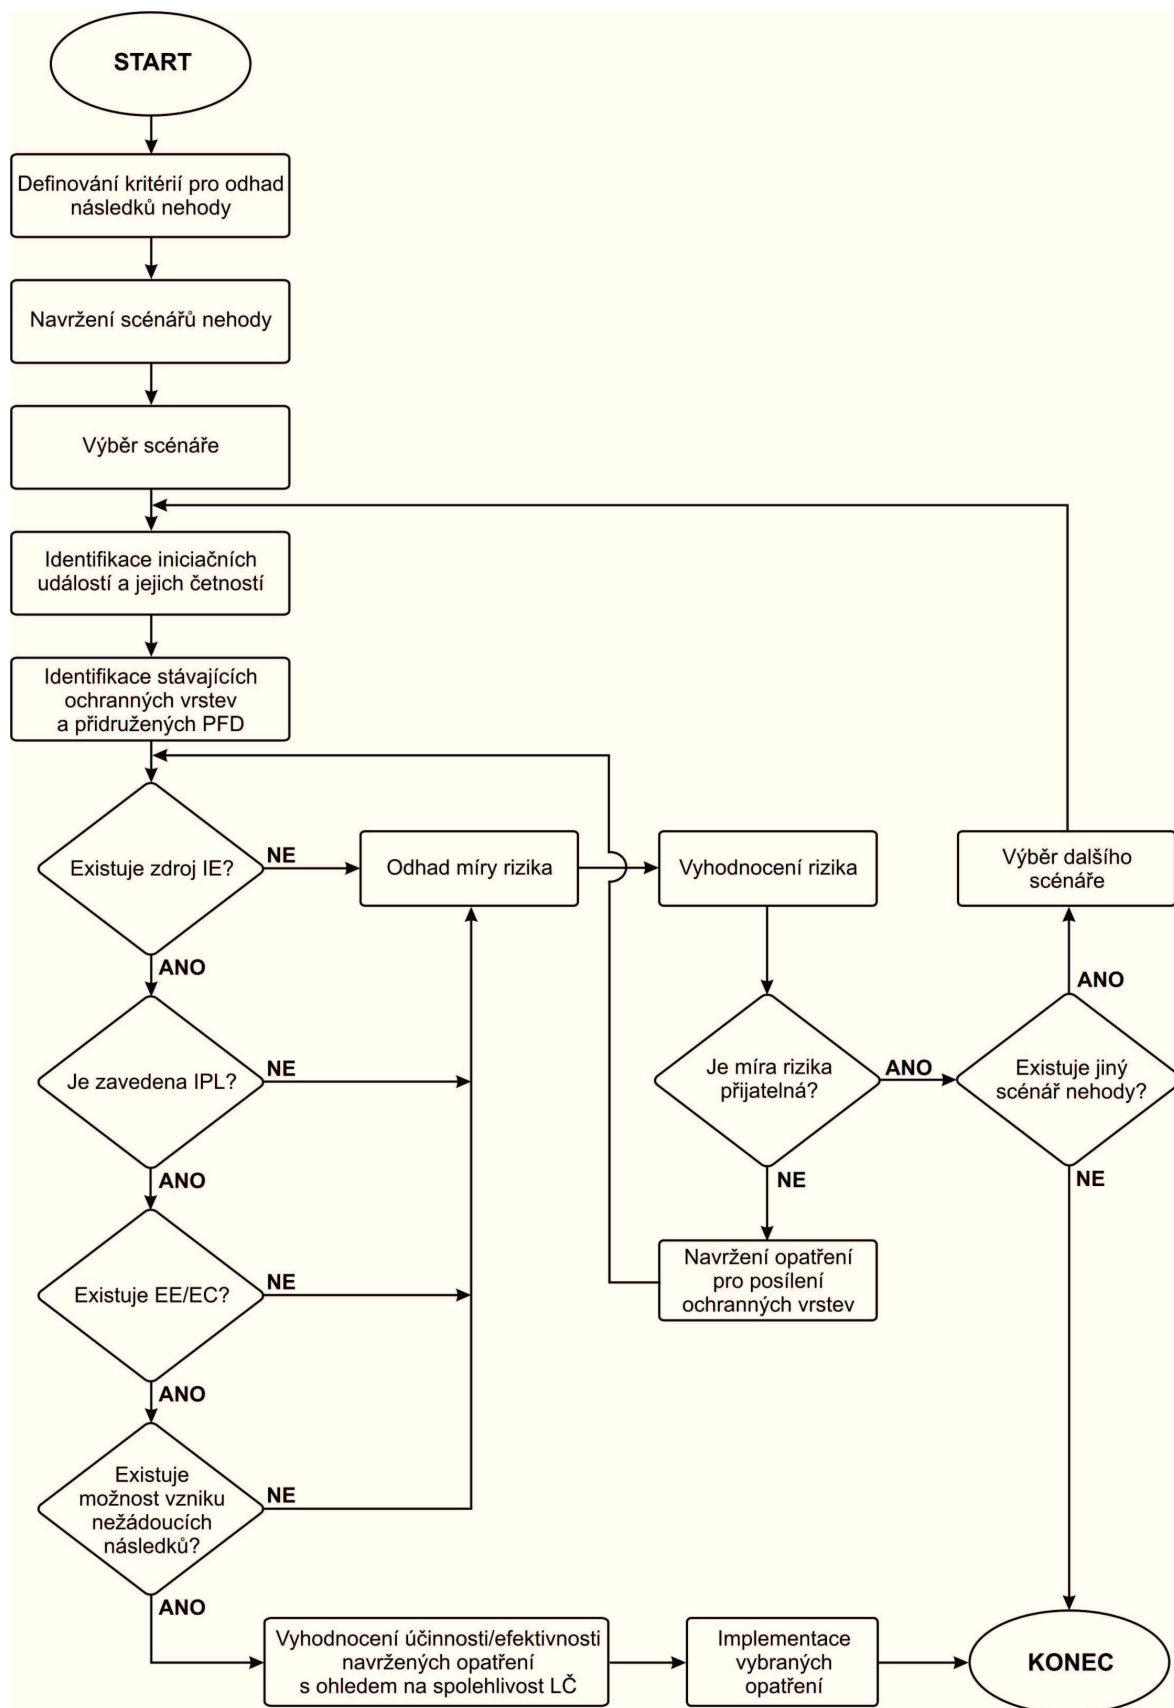 START
Definování kritérií pro odhad
následků nehody
Navržení scénářů nehody
Výběr scénáře
Identifikace iniciačních
událostí a jejich četností
Identifikace stávajících
ochranných vrstev
a přidružených PFD
Existuje zdroj IE?
NE
Odhad míry rizika
Vyhodnocení rizika
Výběr dalšího
scénáře
ANO
ANO
Je zavedena IPL?
NE
Je míra rizika
přijatelná?
ANO
Existuje jiný
scénář nehody?
ANO
NE
NE
Existuje EE/EC?
NE
Navržení opatření
pro posílení
ochranných vrstev
ANO
Existuje
možnost vzniku
nežádoucích
následků?
NE
ANO
Vyhodnocení účinnosti/efektivnosti
navržených opatření
s ohledem na spolehlivost LČ
Implementace
vybraných
opatření
KONEC